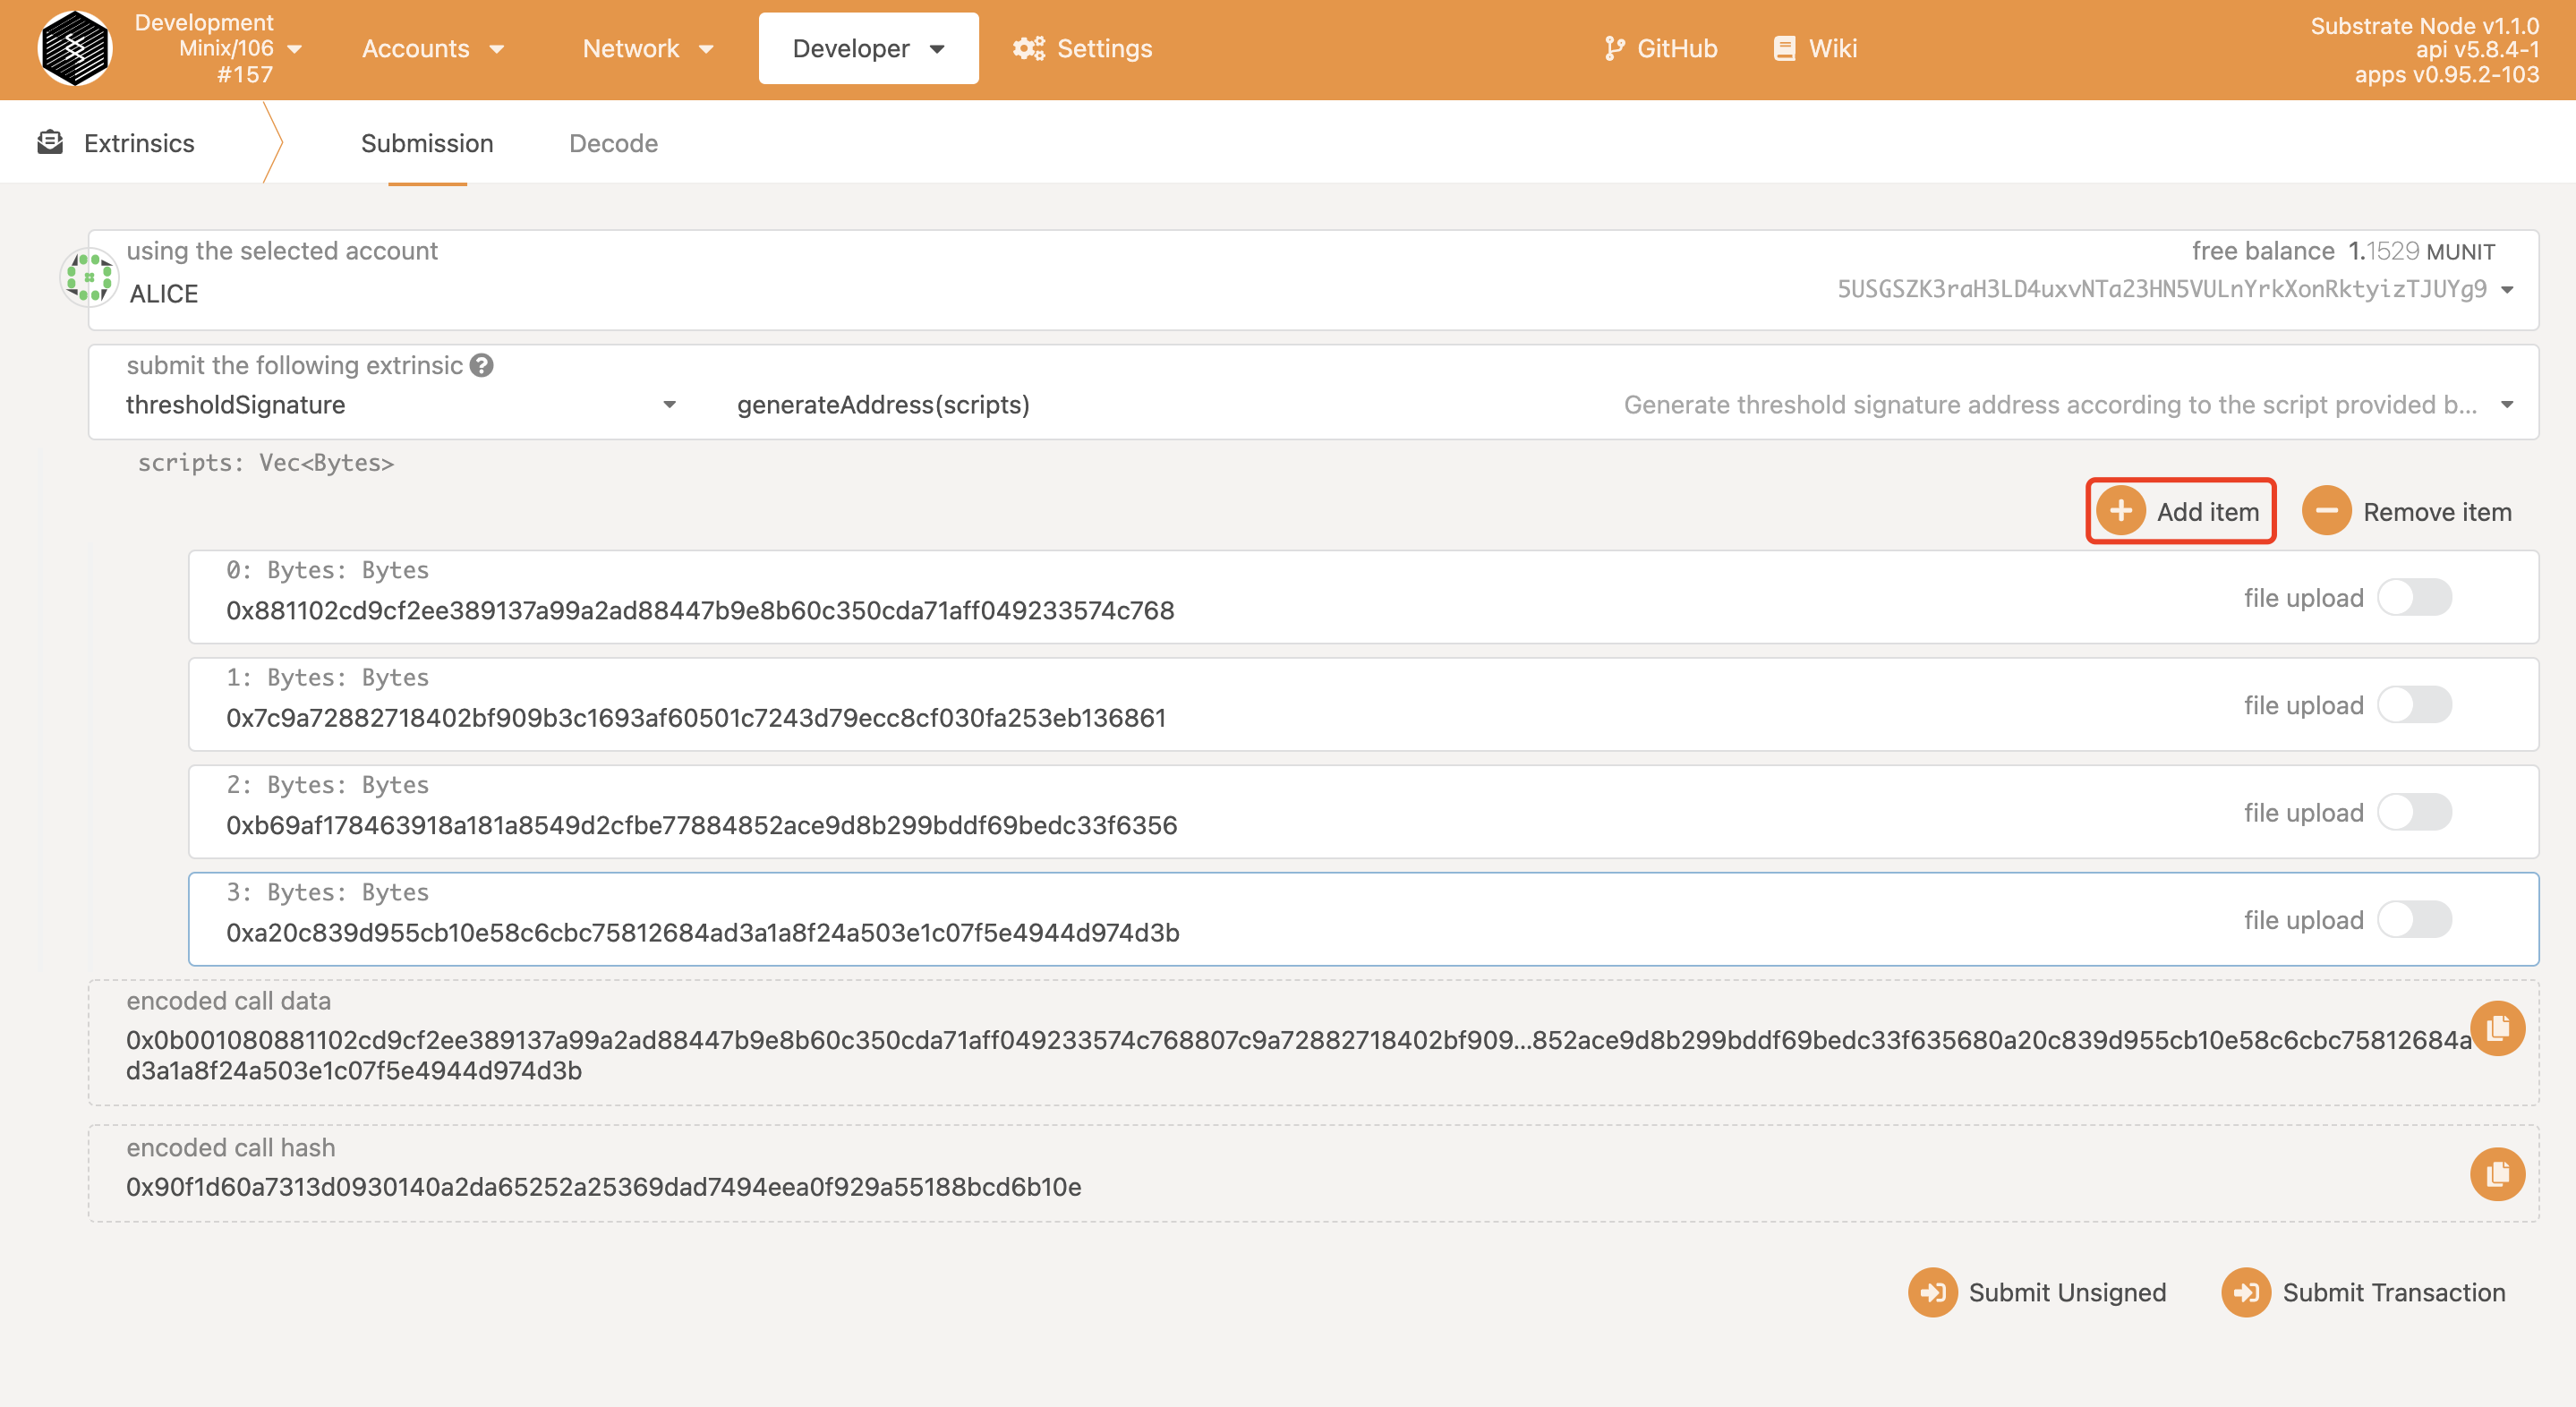 Development
Minix/106
#157
Accounts
Network
Developer
Settings
GitHub
Wiki
Substrate Node v1.1.0
api v5.8.4-1
apps v0.95.2-103
Extrinsics
Submission
Decode
using the selected account
ALICE
free balance 1.1529 MUNIT
5USGSZK3raH3LD4uxvNTa23HN5VULnYrkXonRktyizTJUYg9
submit the following extrinsic
thresholdSignature
generateAddress(scripts)
Generate threshold signature address according to the script provided b...
scripts: Vec<Bytes>
Add item
Remove item
0: Bytes: Bytes
0x881102cd9cf2ee389137a99a2ad88447b9e8b60c350cda71aff049233574c768
file upload
1: Bytes: Bytes
0x7c9a72882718402bf909b3c1693af60501c7243d79ecc8cf030fa253eb136861
file upload
2: Bytes: Bytes
0xb69af178463918a181a8549d2cfbe77884852ace9d8b299bddf69bedc33f6356
file upload
3: Bytes: Bytes
0xa20c839d955cb10e58c6cbc75812684ad3a1a8f24a503e1c07f5e4944d974d3b
file upload
encoded call data
0x0b001080881102cd9cf2ee389137a99a2ad88447b9e8b60c350cda71aff049233574c768807c9a72882718402bf909...852ace9d8b299bddf69bedc33f635680a20c839d955cb10e58c6cbc75812684a
d3a1a8f24a503e1c07f5e4944d974d3b
encoded call hash
0x90f1d60a7313d0930140a2da65252a25369dad7494eea0f929a55188bcd6b10e
Submit Unsigned
Submit Transaction